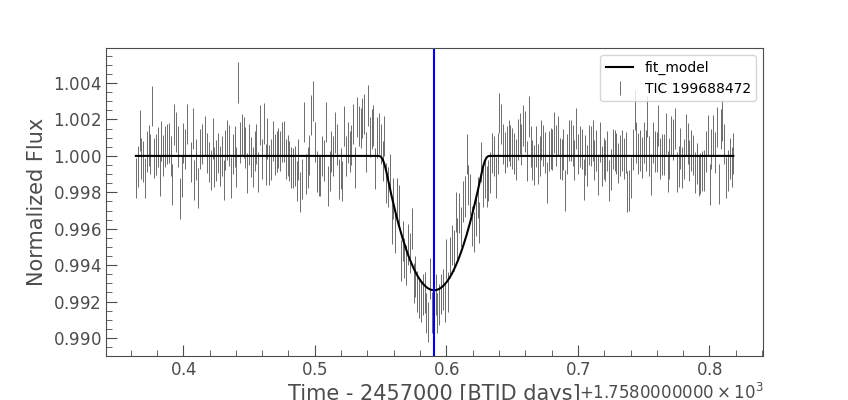 fit_model
TIC 199688472
1.004
1.002
1.000
0.998
0.996
0.994
0.992
0.990
Normalized Flux
0.4 0.5 0.6 0.7 0.8
Time - 2457000 [BTJD days]
+1.7580000000 × 10³